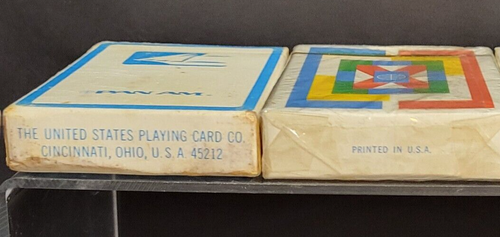 PAN AM.
THE UNITED STATES PLAYING CARD CO.
CINCINNATI, OHIO, U.S.A 45212
PRINTED IN U.S.A.